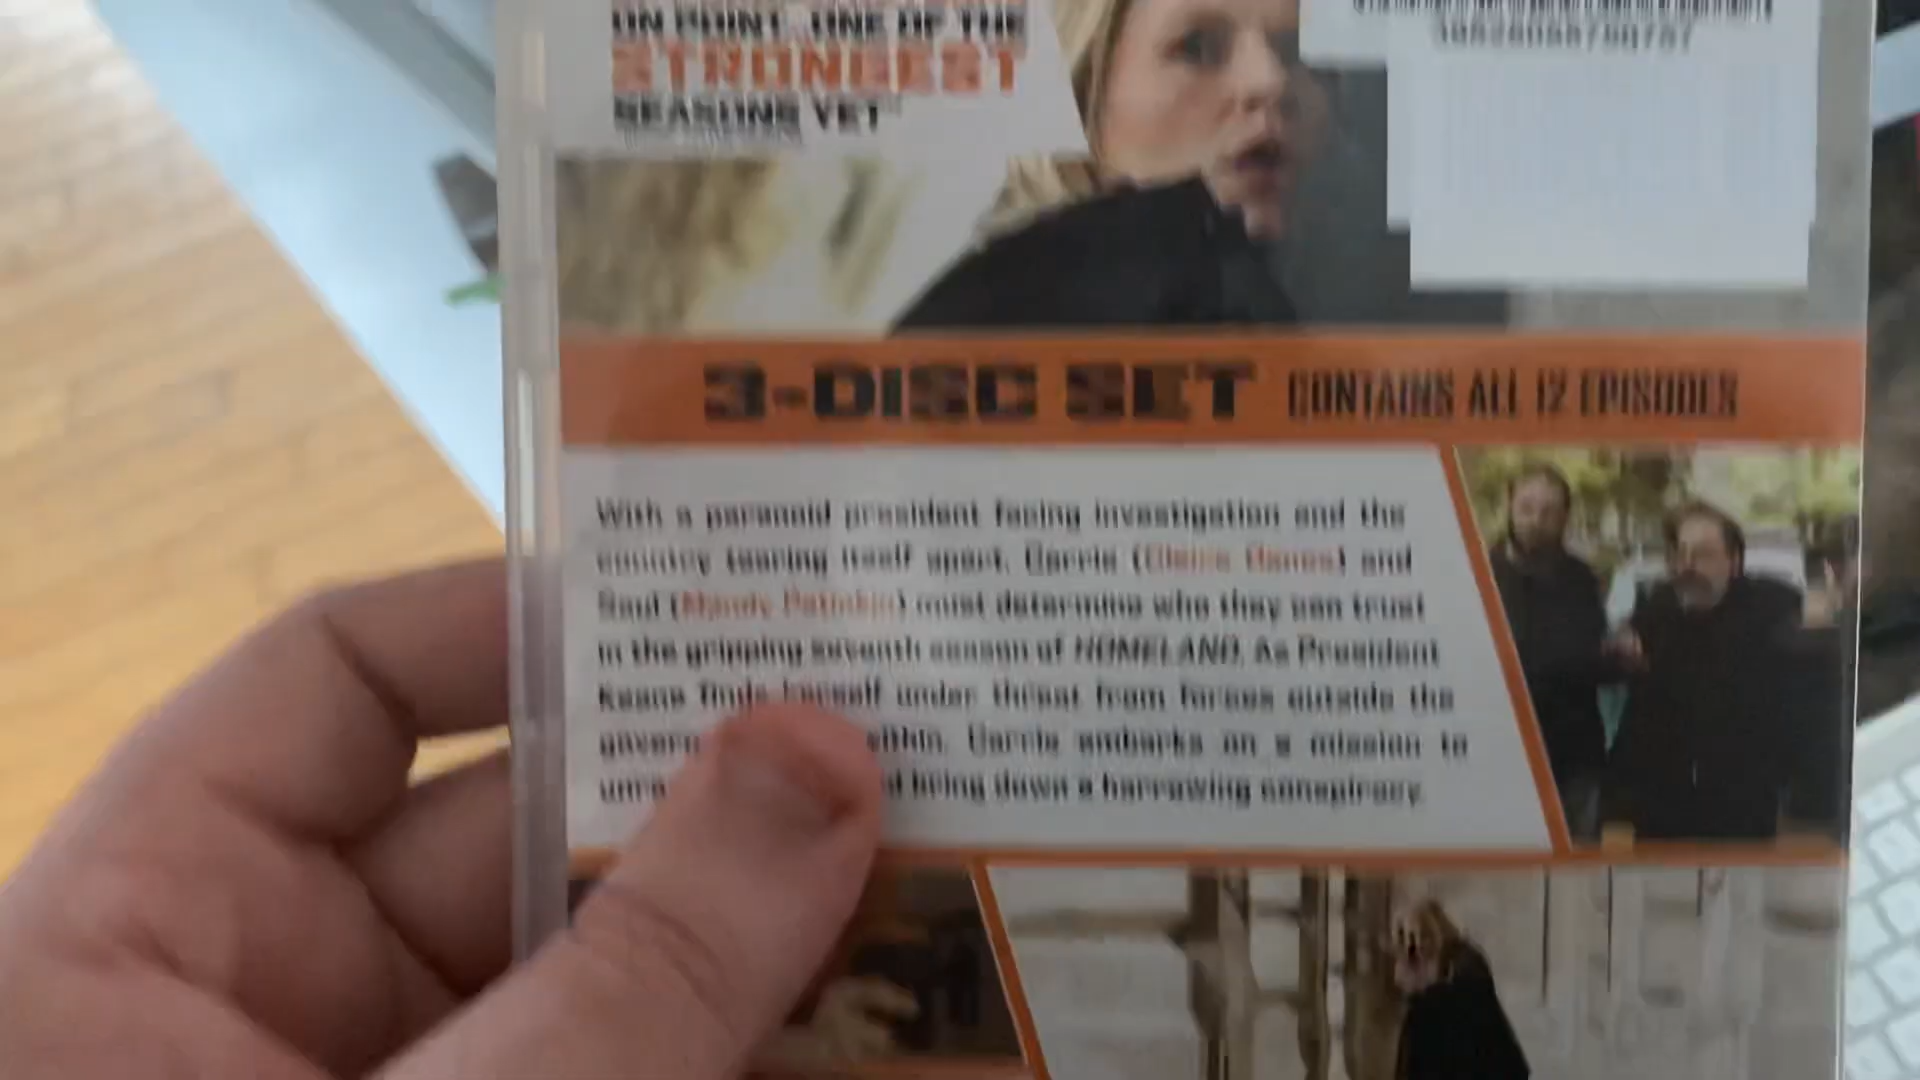 ON POINT. ONE OF THE
STRONGEST
SEASONS YET
3-DISC SET CONTAINS ALL 12 EPISODES
With a paranoid president facing investigation and the
country tearing itself apart, Carrie (Claire Danes) and
Saul (Mandy Patinkin) must determine who they can trust
in the gripping seventh season of HOMELAND. As President
Keane finds herself under threat from forces outside the
within, Carrie embarks on a mission to
bring down a harrowing conspiracy.